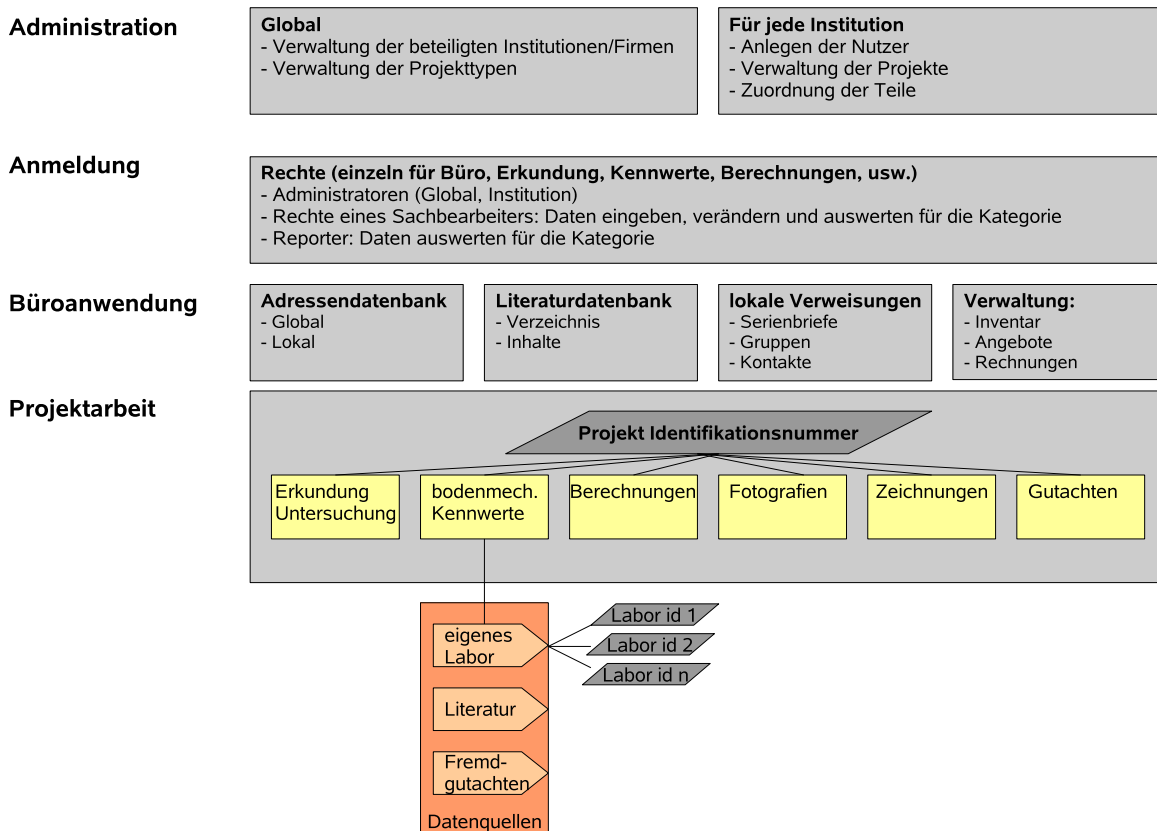 Administration
Global
- Verwaltung der beteiligten Institutionen/Firmen
- Verwaltung der Projekttypen
Für jede Institution
- Anlegen der Nutzer
- Verwaltung der Projekte
- Zuordnung der Teile
Anmeldung
Rechte (einzeln für Büro, Erkundung, Kennwerte, Berechnungen, usw.)
- Administratoren (Global, Institution)
- Rechte eines Sachbearbeiters: Daten eingeben, verändern und auswerten für die Kategorie
- Reporter: Daten auswerten für die Kategorie
Büroanwendung
Adressendatenbank
- Global
- Lokal
Literaturdatenbank
- Verzeichnis
- Inhalte
lokale Verweisungen
- Serienbriefe
- Gruppen
- Kontakte
Verwaltung:
- Inventar
- Angebote
- Rechnungen
Projektarbeit
Projekt Identifikationsnummer
Erkundung
Untersuchung
bodenmech.
Kennwerte
Berechnungen
Fotografien
Zeichnungen
Gutachten
eigenes
Labor
Labor id 1
Labor id 2
Labor id n
Literatur
Fremd-
gutachten
Datenquellen